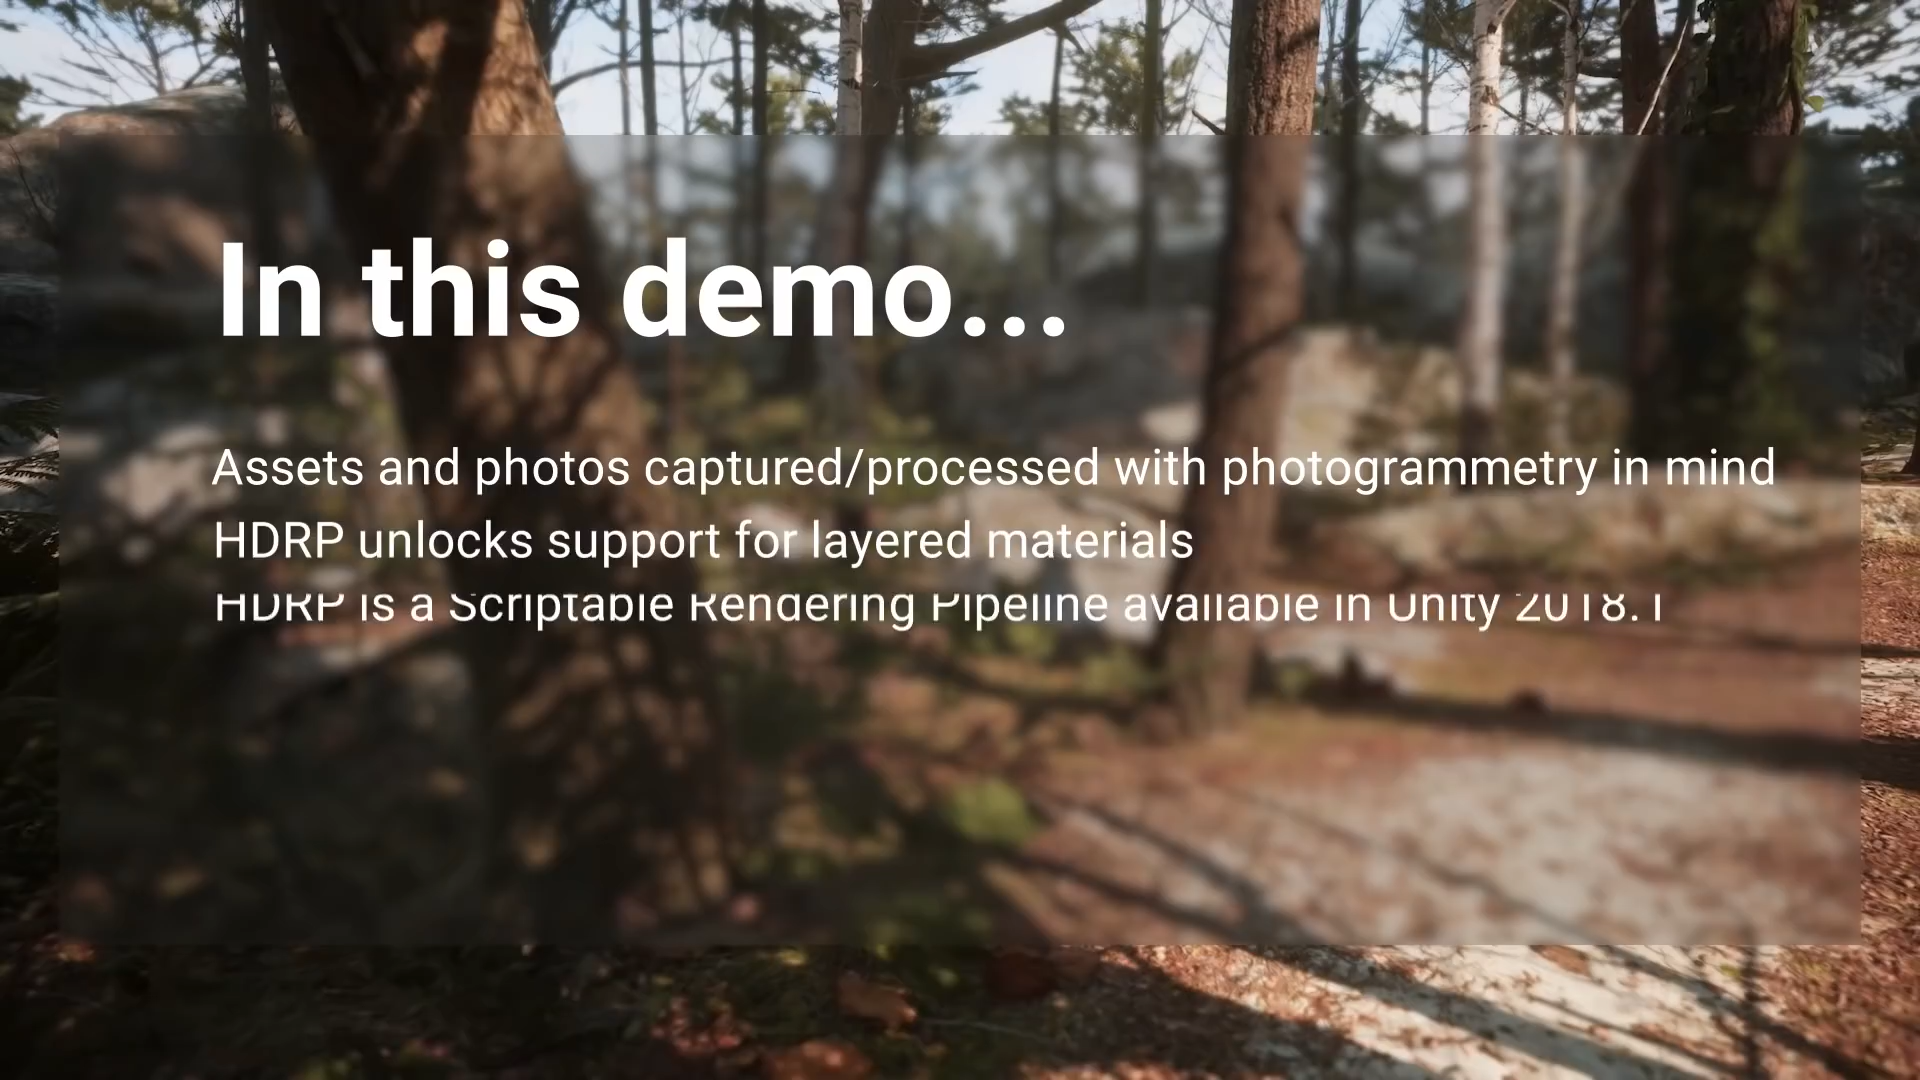 In this demo...
Assets and photos captured/processed with photogrammetry in mind
HDRP unlocks support for layered materials
HDRP is a Scriptable Rendering Pipeline available in Unity 2018.1